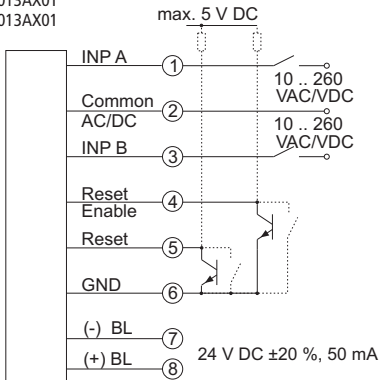 013AX01
max. 5 V DC
INP A
1
10 .. 260
VAC/VDC
Common
AC/DC
2
10 .. 260
VAC/VDC
INP B
3
Reset
Enable
4
Reset
5
GND
6
(-) BL
7
(+) BL
8
24 V DC ±20 %, 50 mA